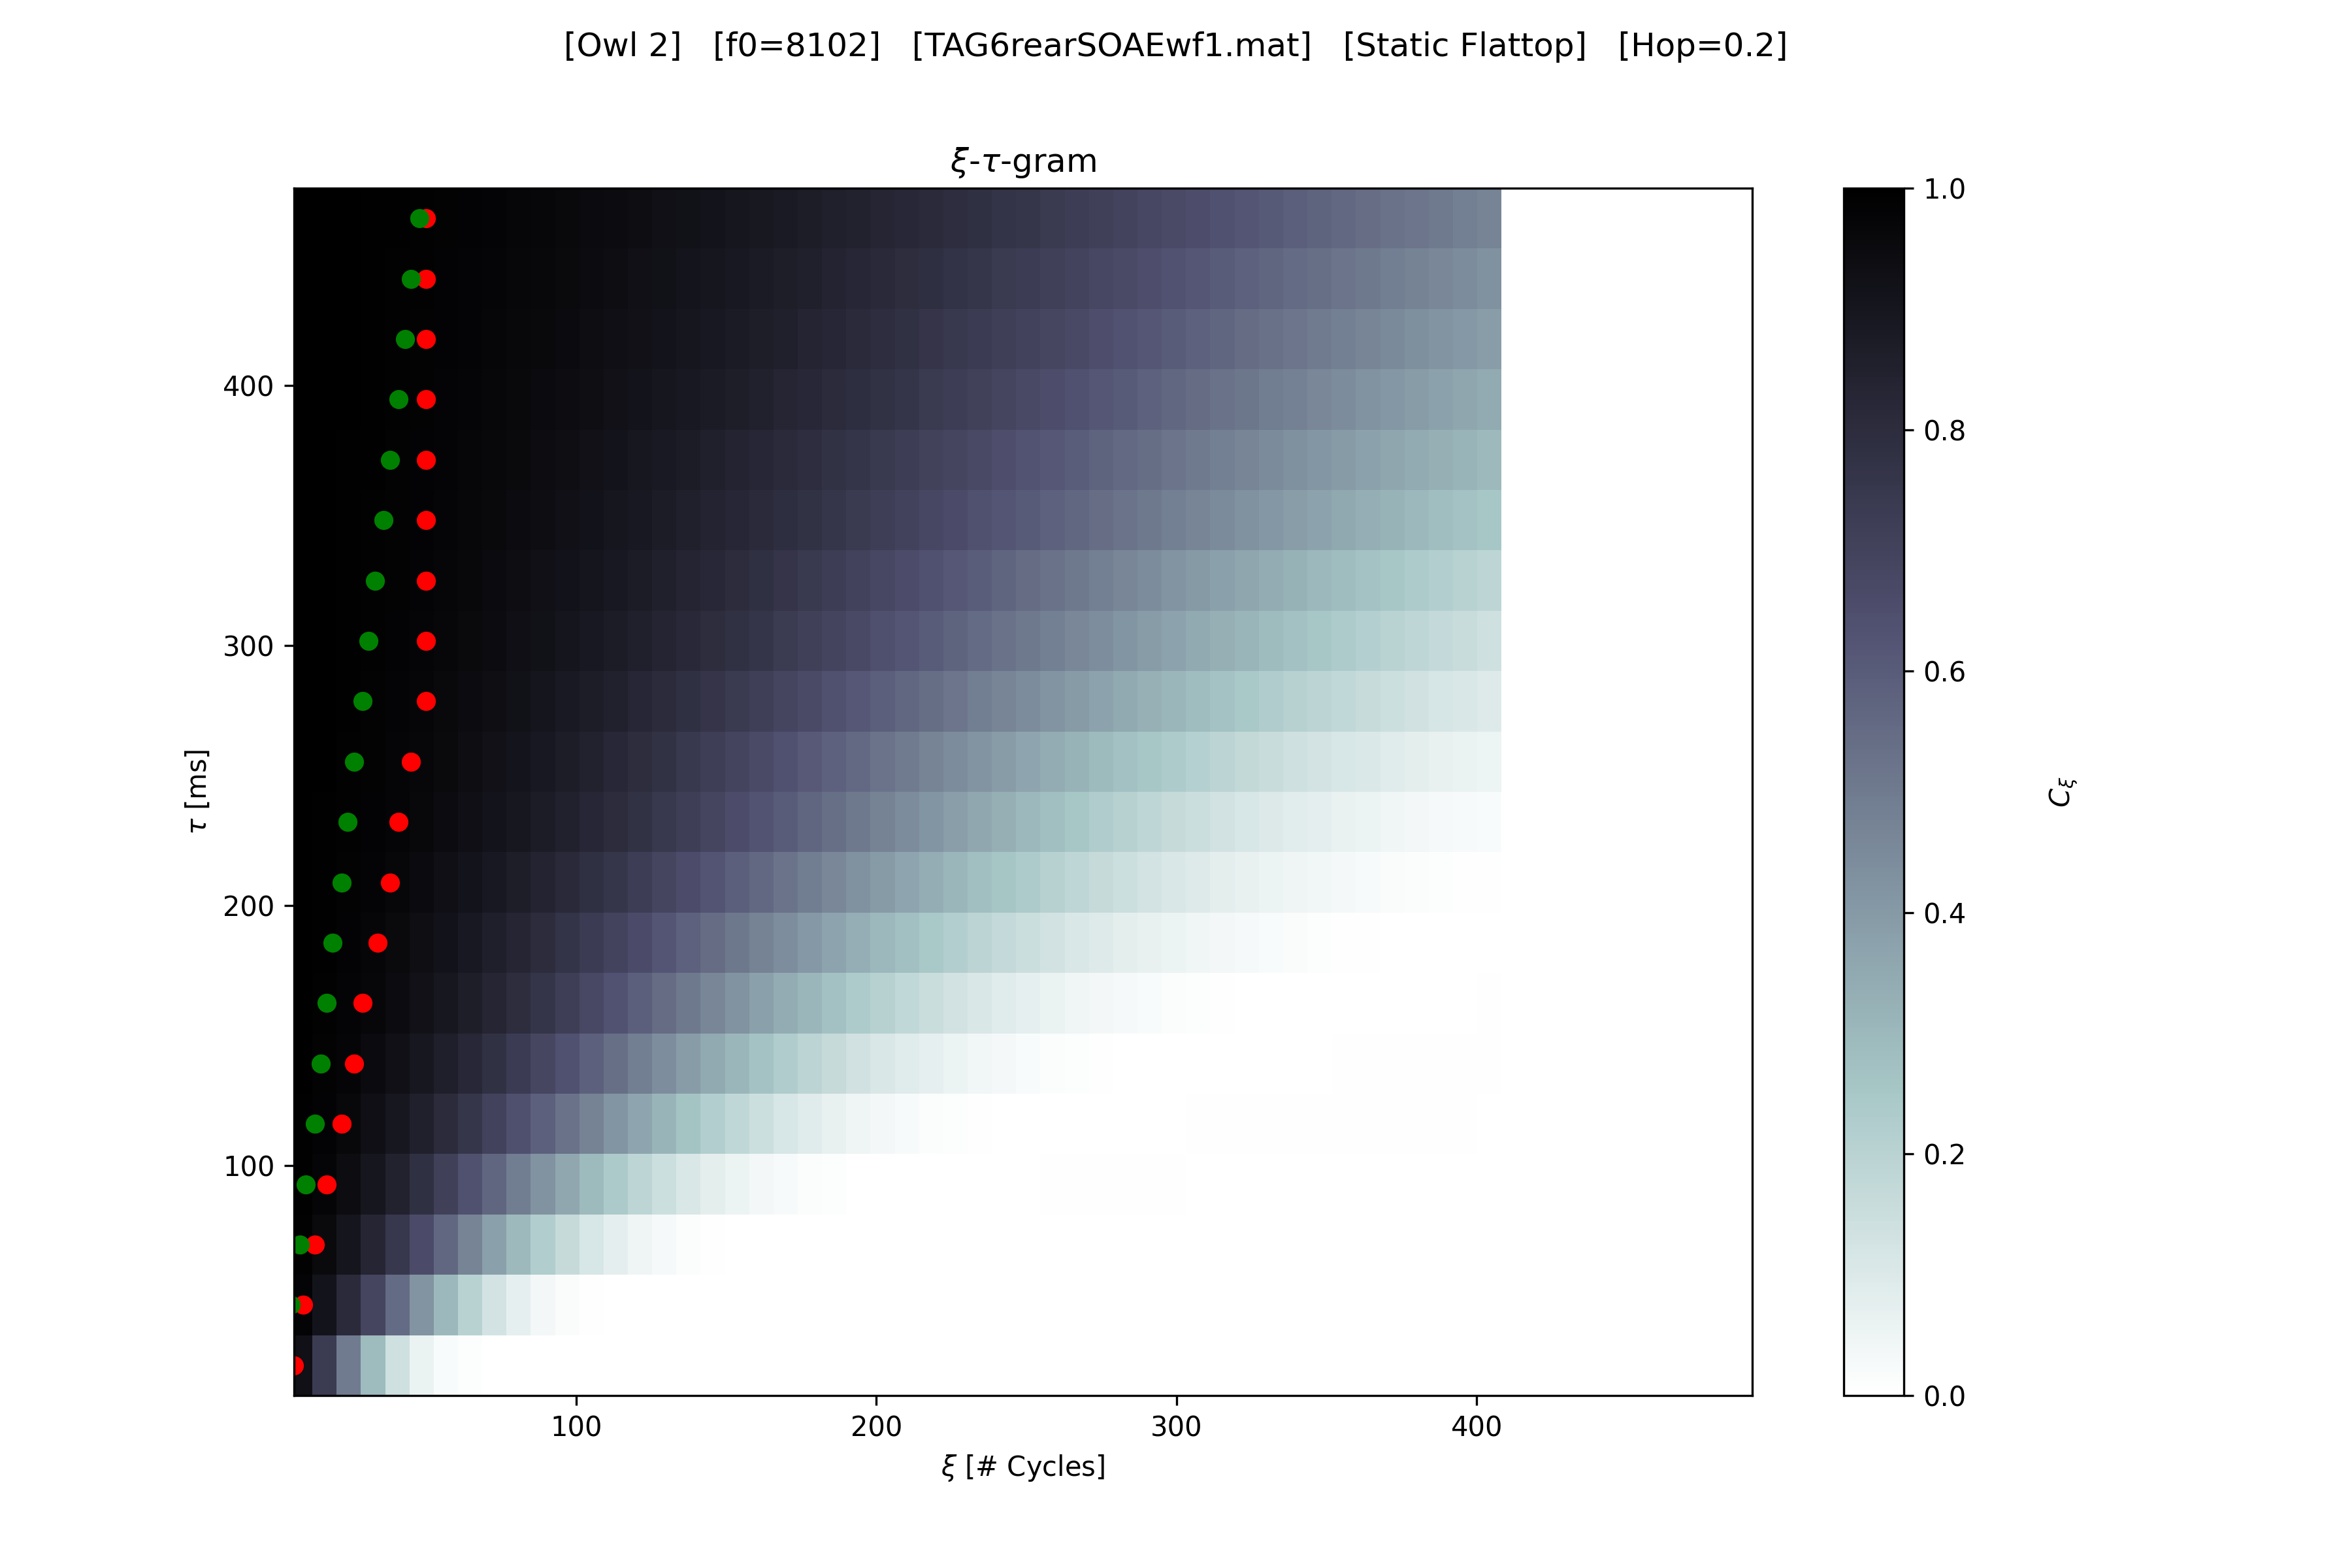 [Owl 2] [f0=8102] [TAG6rearSOAEwf1.mat] [Static Flattop] [Hop=0.2]
ξ-τ-gram
τ [ms]
400
300
200
100
100 200 300 400
ξ [# Cycles]
1.0
0.8
0.6
0.4
0.2
0.0
Cξ